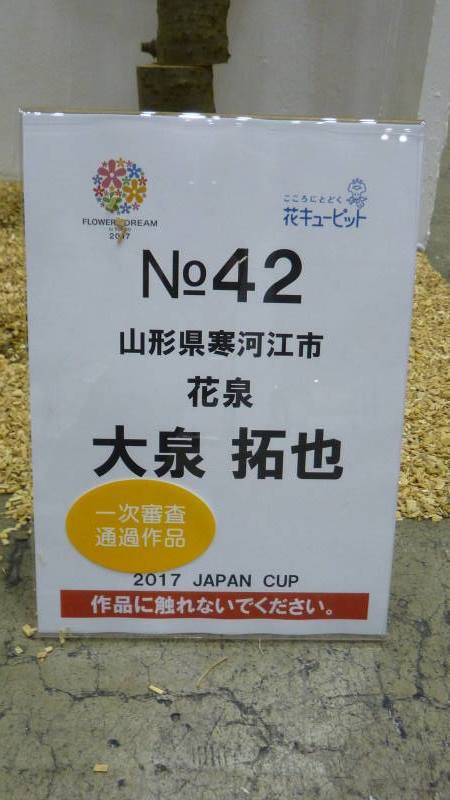 FLOWER DREAM
2017
こころにとどく
花キューピット
№42
山形県寒河江市
花泉
大泉 拓也
一次審査
通過作品
2017 JAPAN CUP
作品に触れないでください。